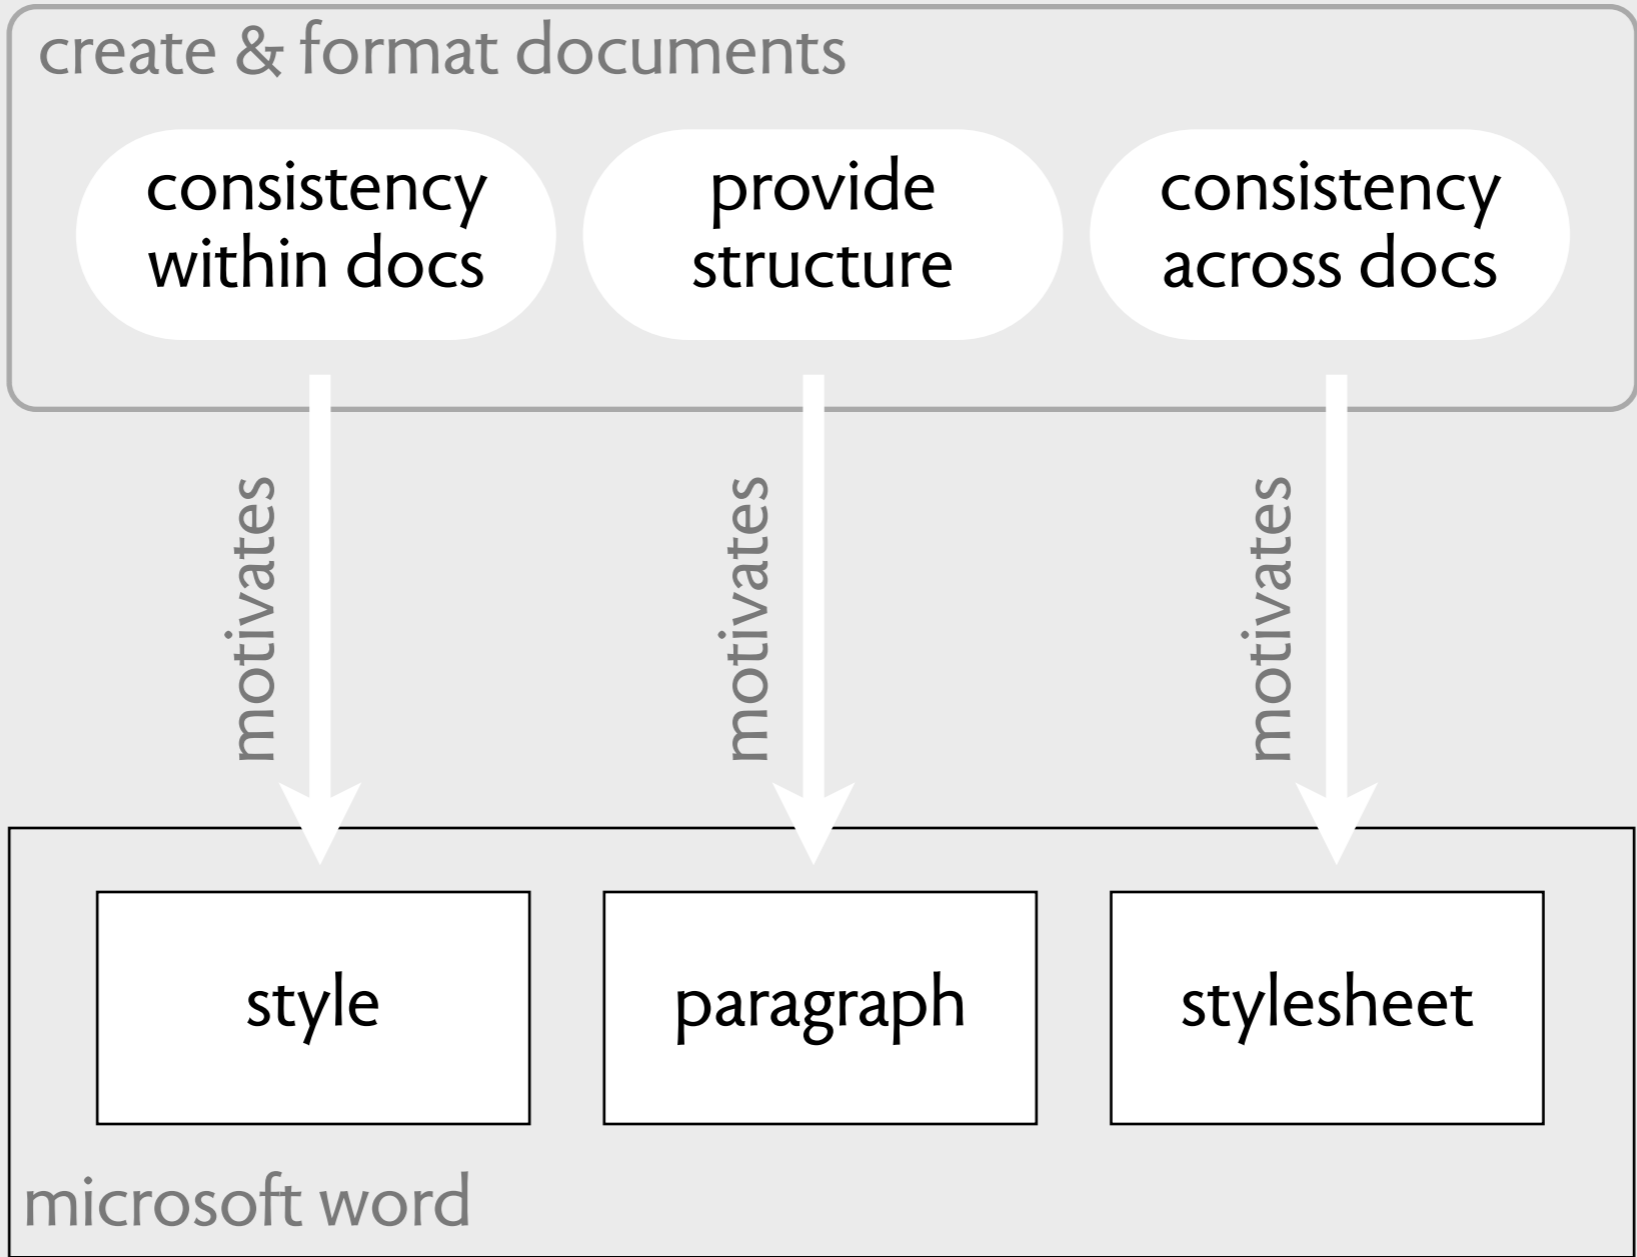 create & format documents
consistency
within docs
provide
structure
consistency
across docs
motivates
motivates
motivates
style
paragraph
stylesheet
microsoft word